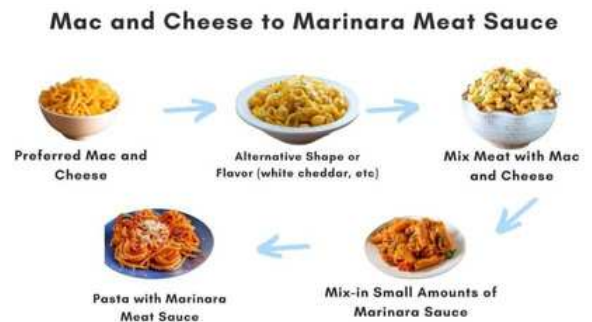 Mac and Cheese to Marinara Meat Sauce
Preferred Mac and
Cheese
Alternative Shape or
Flavor (white cheddar, etc)
Mix Meat with Mac
and Cheese
Mix-in Small Amounts of
Marinara Sauce
Pasta with Marinara
Meat Sauce